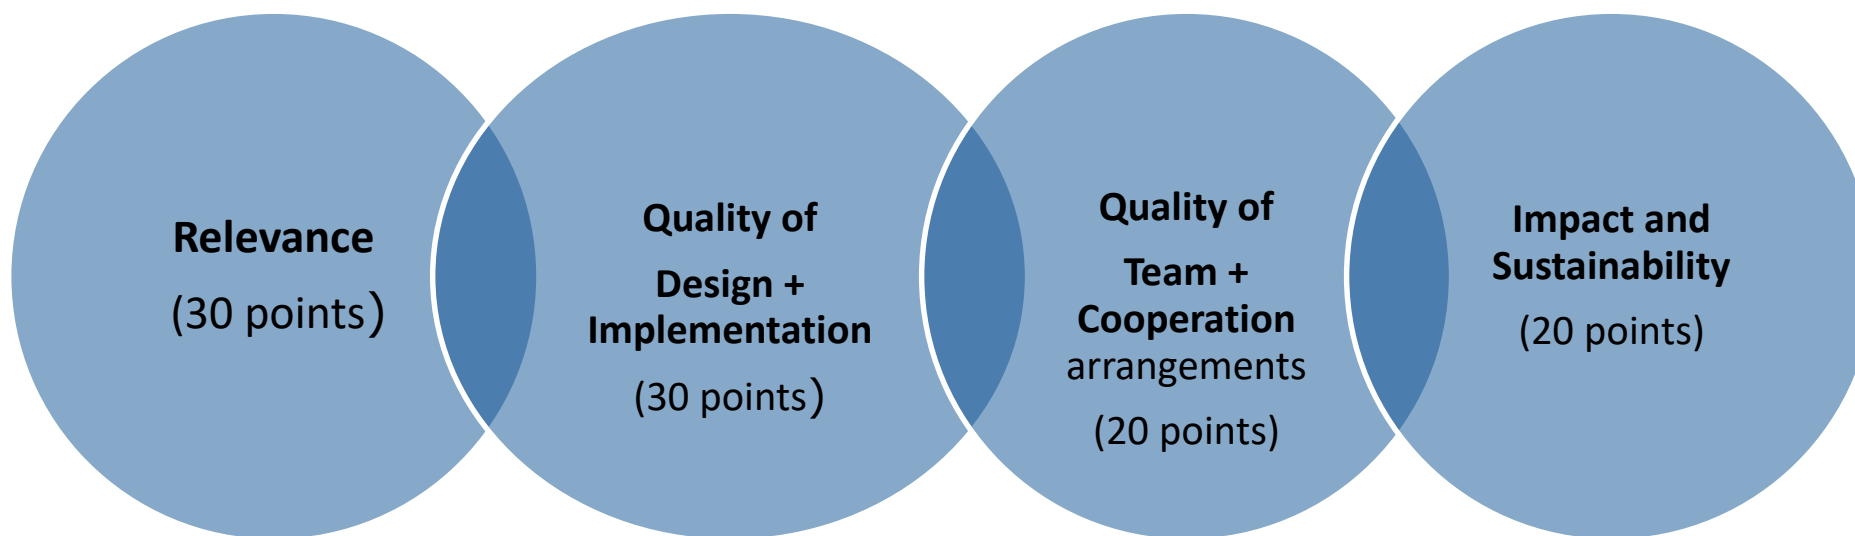 Relevance
(30 points)
Quality of
Design +
Implementation
(30 points)
Quality of
Team +
Cooperation
arrangements
(20 points)
Impact and
Sustainability
(20 points)